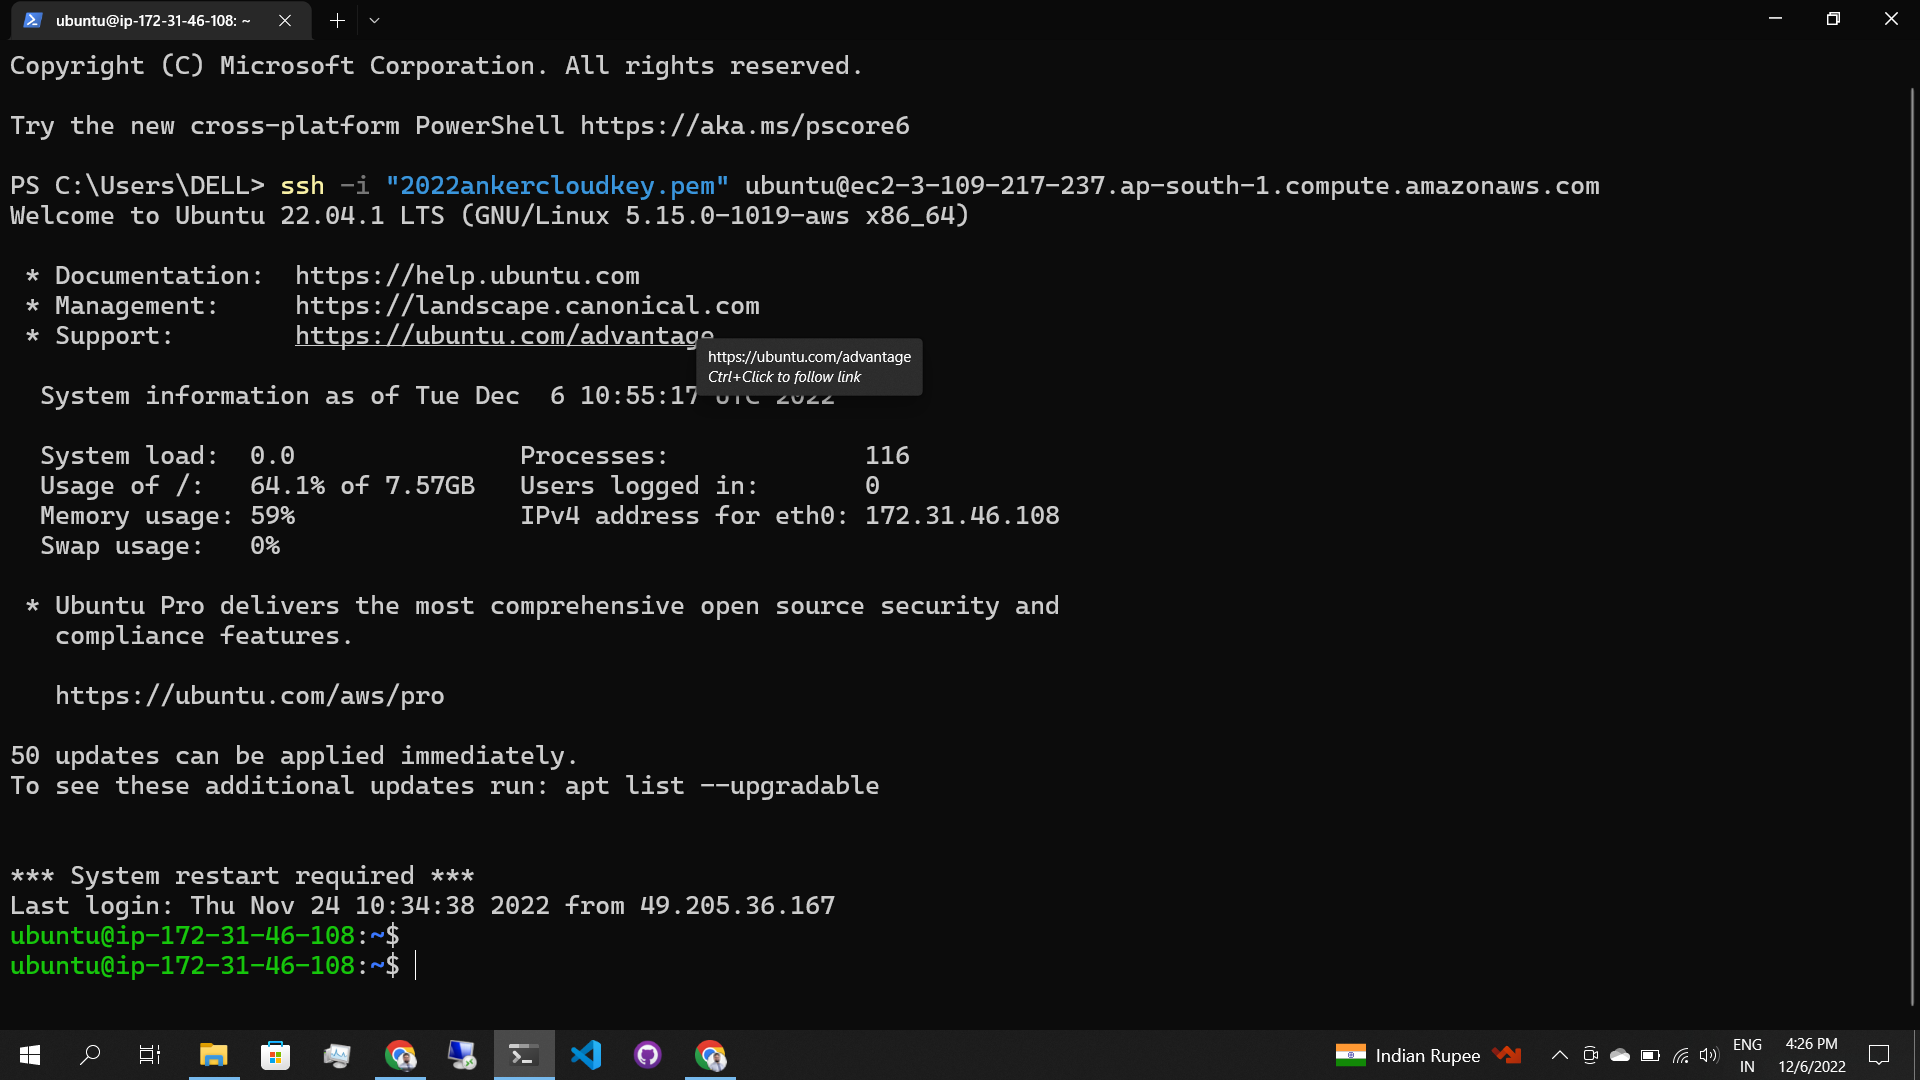 ubuntu@ip-172-31-46-108: ~
Copyright (C) Microsoft Corporation. All rights reserved.
Try the new cross-platform PowerShell https://aka.ms/pscore6
PS C:\Users\DELL> ssh -i "2022ankercloudkey.pem" ubuntu@ec2-3-109-217-237.ap-south-1.compute.amazonaws.com
Welcome to Ubuntu 22.04.1 LTS (GNU/Linux 5.15.0-1019-aws x86_64)
* Documentation:  https://help.ubuntu.com
* Management:     https://landscape.canonical.com
* Support:        https://ubuntu.com/advantage
https://ubuntu.com/advantage
Ctrl+Click to follow link
System information as of Tue Dec  6 10:55:17 UTC 2022
System load:  0.0               Processes:             116
Usage of /:   64.1% of 7.57GB   Users logged in:       0
Memory usage: 59%               IPv4 address for eth0: 172.31.46.108
Swap usage:   0%
* Ubuntu Pro delivers the most comprehensive open source security and
compliance features.
https://ubuntu.com/aws/pro
50 updates can be applied immediately.
To see these additional updates run: apt list --upgradable
*** System restart required ***
Last login: Thu Nov 24 10:34:38 2022 from 49.205.36.167
ubuntu@ip-172-31-46-108:~$
ubuntu@ip-172-31-46-108:~$
Indian Rupee
ENG
IN
4:26 PM
12/6/2022